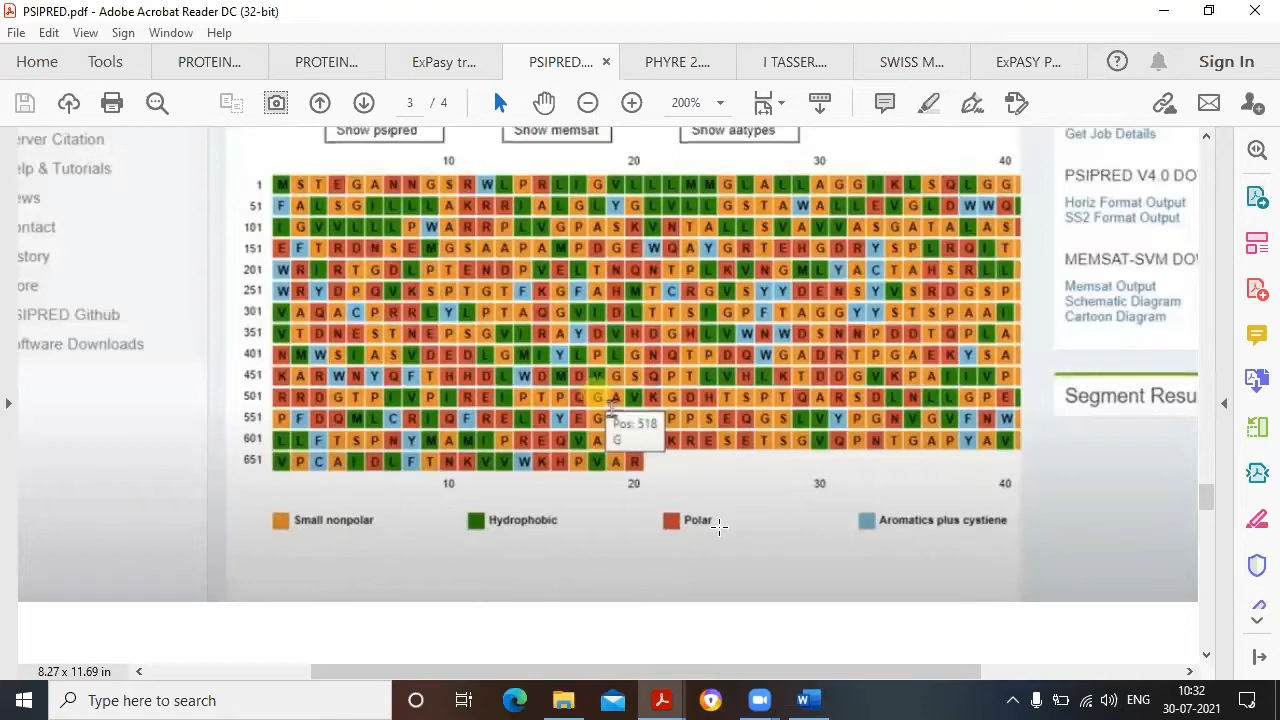 PSIPRED.pdf - Adobe Acrobat Reader DC (32-bit)
File Edit View Sign Window Help
Home Tools PROTEIN... PROTEIN... ExPasy tr... PSIPRED.... PHYRE 2.... I TASSER.... SWISS M... ExPASY P... Sign In
3 / 4 200%
erver Citation
elp & Tutorials
ews
ontact
story
ore
SIPRED Github
oftware Downloads
Show psipred Show memsat Show aatypes
10 20 30 40
1 M S T E G A N N G S R W L P R L I G V L L L M M G L A L L A G G I K L S Q L G G
51 F A L S G I L L L A K R R I A L G L Y G L V L L G S T A W A L L E V G L D W W Q
101 I G V V L L L P W A R R P L V G P A S K V N T A L L S V A V V A S G A T A L A S
151 E F T R D N S E M G S A A P A M P D G E W Q A Y G R T E H G D R Y S P L R Q I T
201 W R I R T G D L P T E N D P V E L T N Q N T P L K V N G M L Y A C T A H S R L L
251 W R Y D P Q V K S P T G T F K G F A H M T C R G V S Y Y D E N S Y V S R D G S P
301 V A Q A C P R R L Y L P T A Q G V I D L T T S I G P F T A G G Y Y S T S P A A I
351 V T D N E S T N E P S G V I R A Y D V H D G H L V W N W D S N N P D D T Q P L A
401 N M W S I A S V D E D L G M I Y L P L G N Q T P D Q W G A D R T P G A E K Y S A
451 K A R W N Y Q F T H H D L W D M D V G S Q P T L V H L K T D D G V K P A I I V P
501 R R D G T P I V P I R E I P T P Q G A V K G D H T S P T Q A R S D L N L L G P E
551 P F D Q M L C R I Q F R E L R Y E G P P S E Q G S L V Y P G N V G V F N W
601 L L F T S P N Y M A M I P R E Q V A K R E S E T S G V Q P N T G A P Y A V
651 V P C A I D L F T N K V V W K H P V A R
Pos: 518
G
10 20 30 40
Small nonpolar Hydrophobic Polar Aromatics plus cystiene
Get Job Details
PSIPRED V4.0 DO
Horiz Format Output
SS2 Format Output
MEMSAT-SVM DO
Memsat Output
Schematic Diagram
Cartoon Diagram
Segment Resu
8.27 x 11.69 in
Type here to search
ENG
10:32
30-07-2021